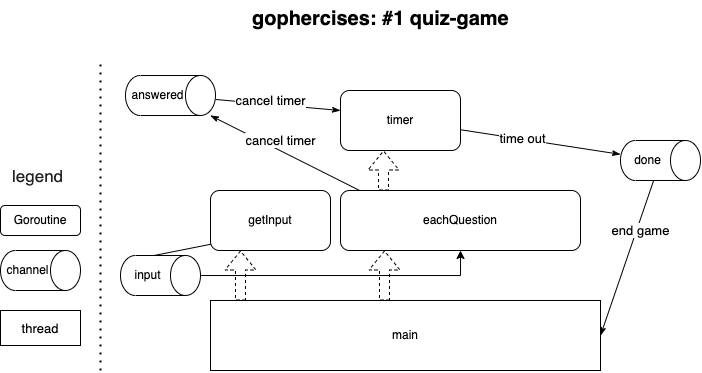 gophercises: #1 quiz-game
answered
cancel timer
timer
cancel timer
time out
done
legend
Goroutine
getInput
eachQuestion
end game
channel
input
thread
main